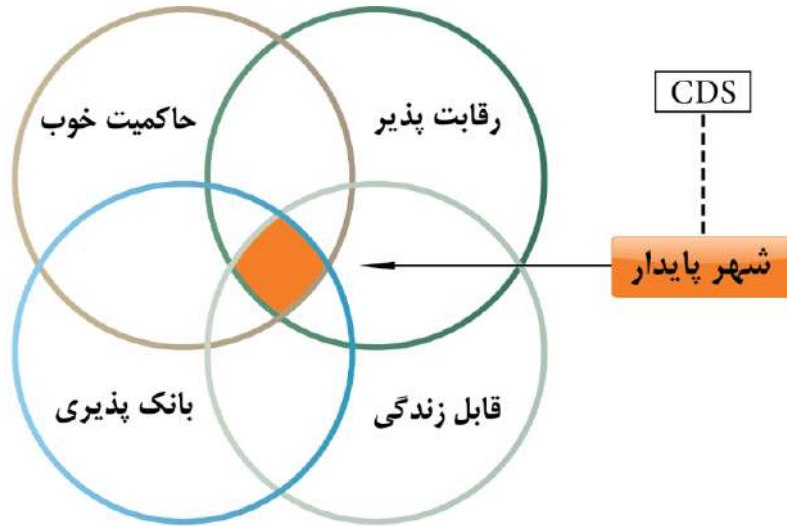 CDS
رقابت پذیر
حاکمیت خوب
شهر پایدار
قابل زندگی
بانک پذیری